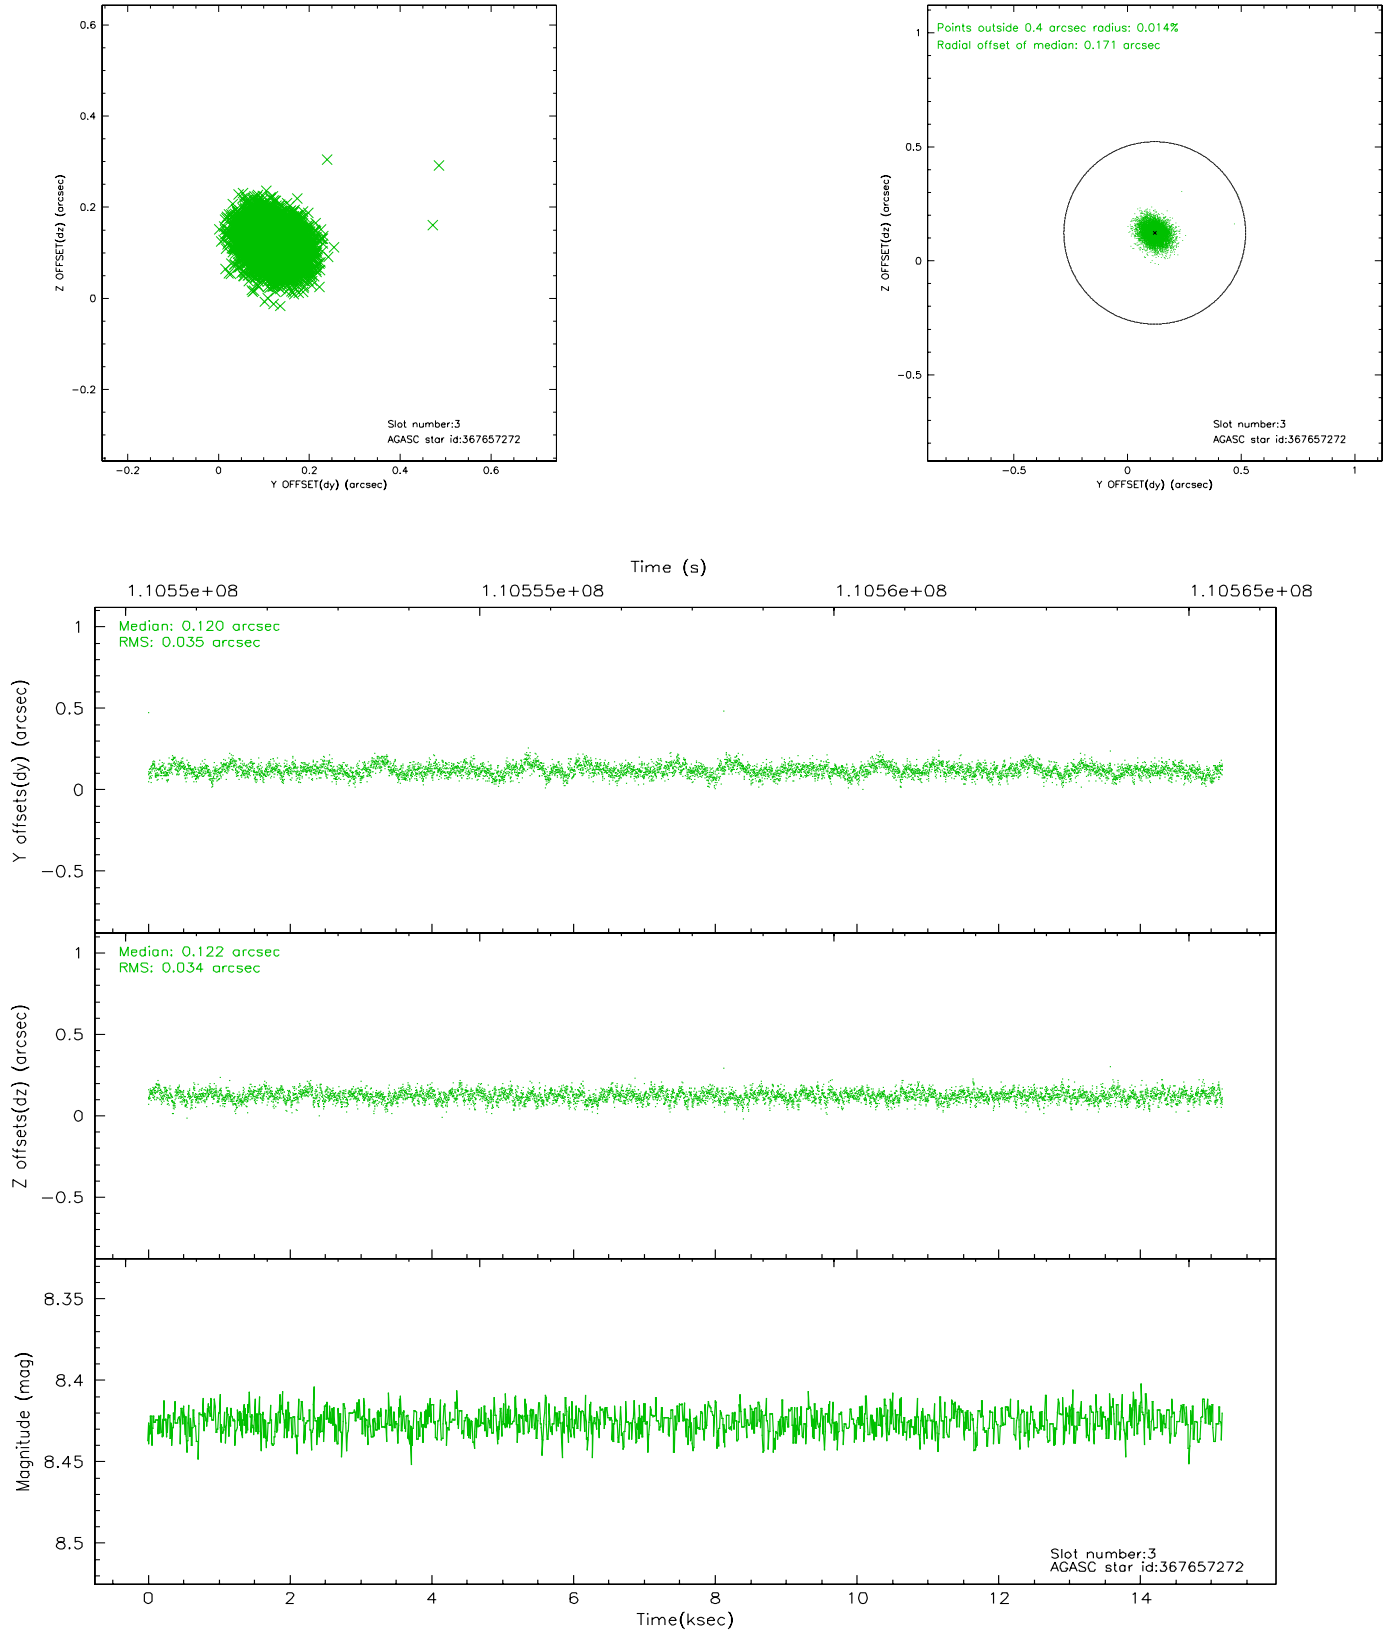 0.6
0.4
0.2
0
−0.2
Z OFFSET(dz) (arcsec)
Slot number:3
AGASC star id:367657272
−0.2 0 0.2 0.4 0.6
Y OFFSET(dy) (arcsec)
Points outside 0.4 arcsec radius: 0.014%
Radial offset of median: 0.171 arcsec
1
0.5
0
−0.5
Z OFFSET(dz) (arcsec)
Slot number:3
AGASC star id:367657272
−0.5 0 0.5 1
Y OFFSET(dy) (arcsec)
Time (s)
1.1055e+08 1.10555e+08 1.1056e+08 1.10565e+08
Median: 0.120 arcsec
RMS: 0.035 arcsec
1
0.5
0
−0.5
Y offsets(dy) (arcsec)
Median: 0.122 arcsec
RMS: 0.034 arcsec
1
0.5
0
−0.5
Z offsets(dz) (arcsec)
8.35
8.4
8.45
8.5
Magnitude (mag)
Slot number:3
AGASC star id:367657272
0 2 4 6 8 10 12 14
Time(ksec)